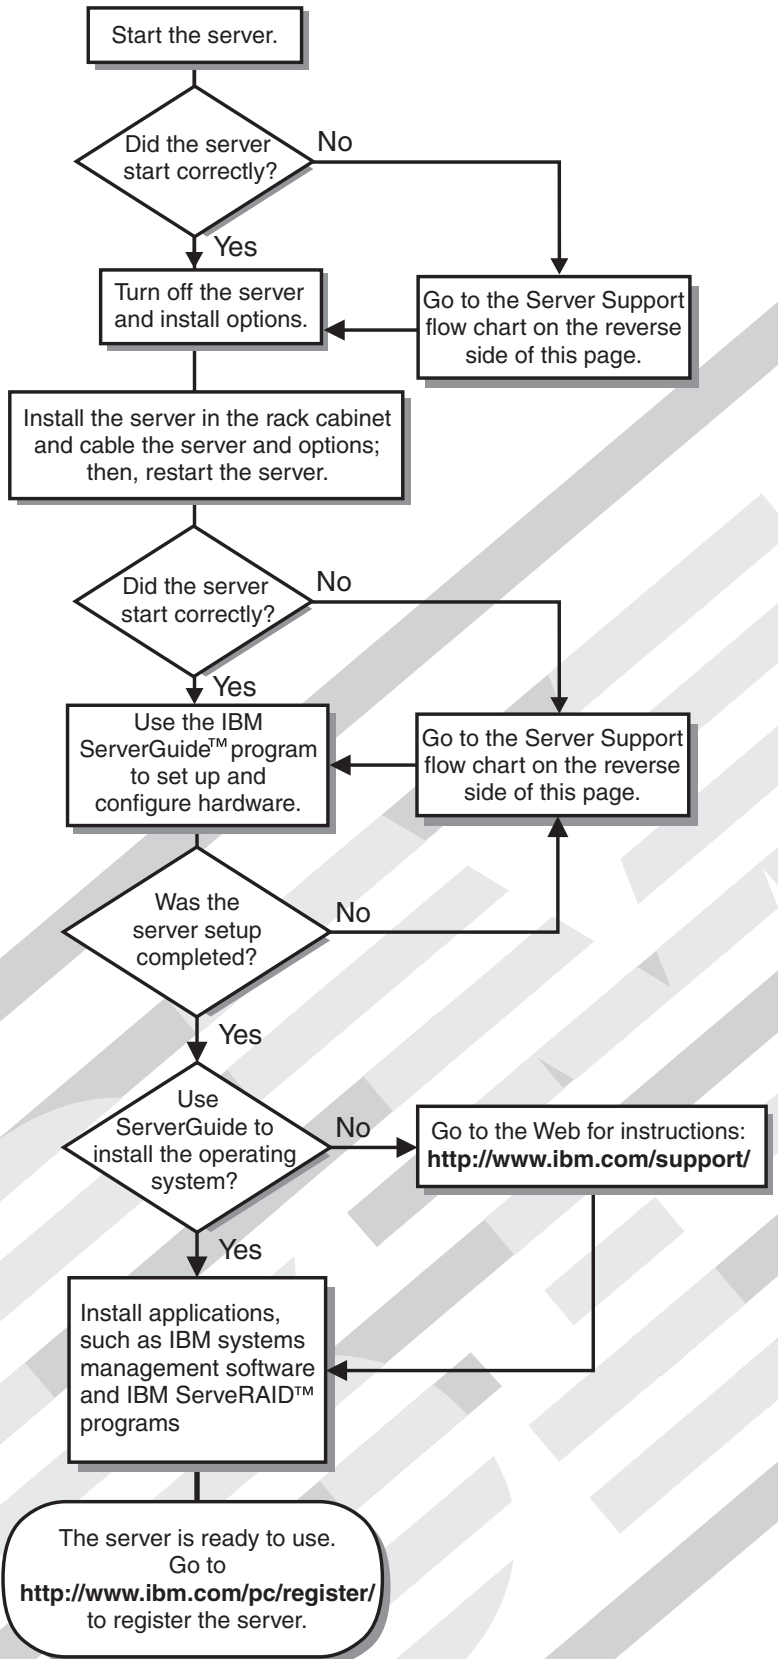 Start the server.
Did the server
start correctly?
No
Yes
Turn off the server
and install options.
Go to the Server Support
flow chart on the reverse
side of this page.
Install the server in the rack cabinet
and cable the server and options;
then, restart the server.
Did the server
start correctly?
No
Yes
Use the IBM
ServerGuide™ program
to set up and
configure hardware.
Go to the Server Support
flow chart on the reverse
side of this page.
Was the
server setup
completed?
No
Yes
Use
ServerGuide to
install the operating
system?
No
Go to the Web for instructions:
http://www.ibm.com/support/
Yes
Install applications,
such as IBM systems
management software
and IBM ServeRAID™
programs
The server is ready to use.
Go to
http://www.ibm.com/pc/register/
to register the server.